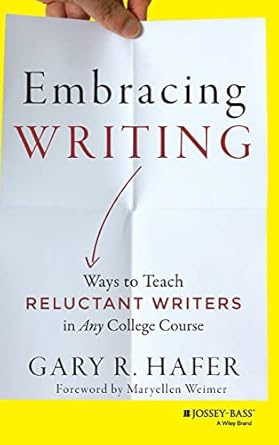 Embracing
WRITING
Ways to Teach
RELUCTANT WRITERS
in Any College Course
GARY R. HAFER
Foreword by Maryellen Weimer
JOSSEY-BASS™
A Wiley Brand